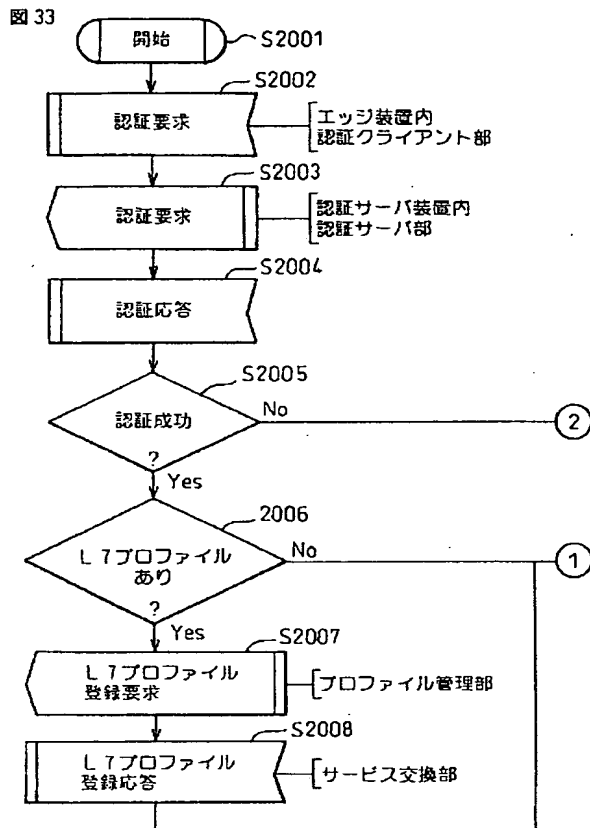 図 33
開始
S2001
S2002
認証要求
エッジ装置内
認証クライアント部
S2003
認証要求
認証サーバ装置内
認証サーバ部
S2004
認証応答
S2005
認証成功
?
No
②
Yes
2006
L 7プロファイル
あり
?
No
①
Yes
S2007
L 7プロファイル
登録要求
プロファイル管理部
S2008
L 7プロファイル
登録応答
サービス交換部